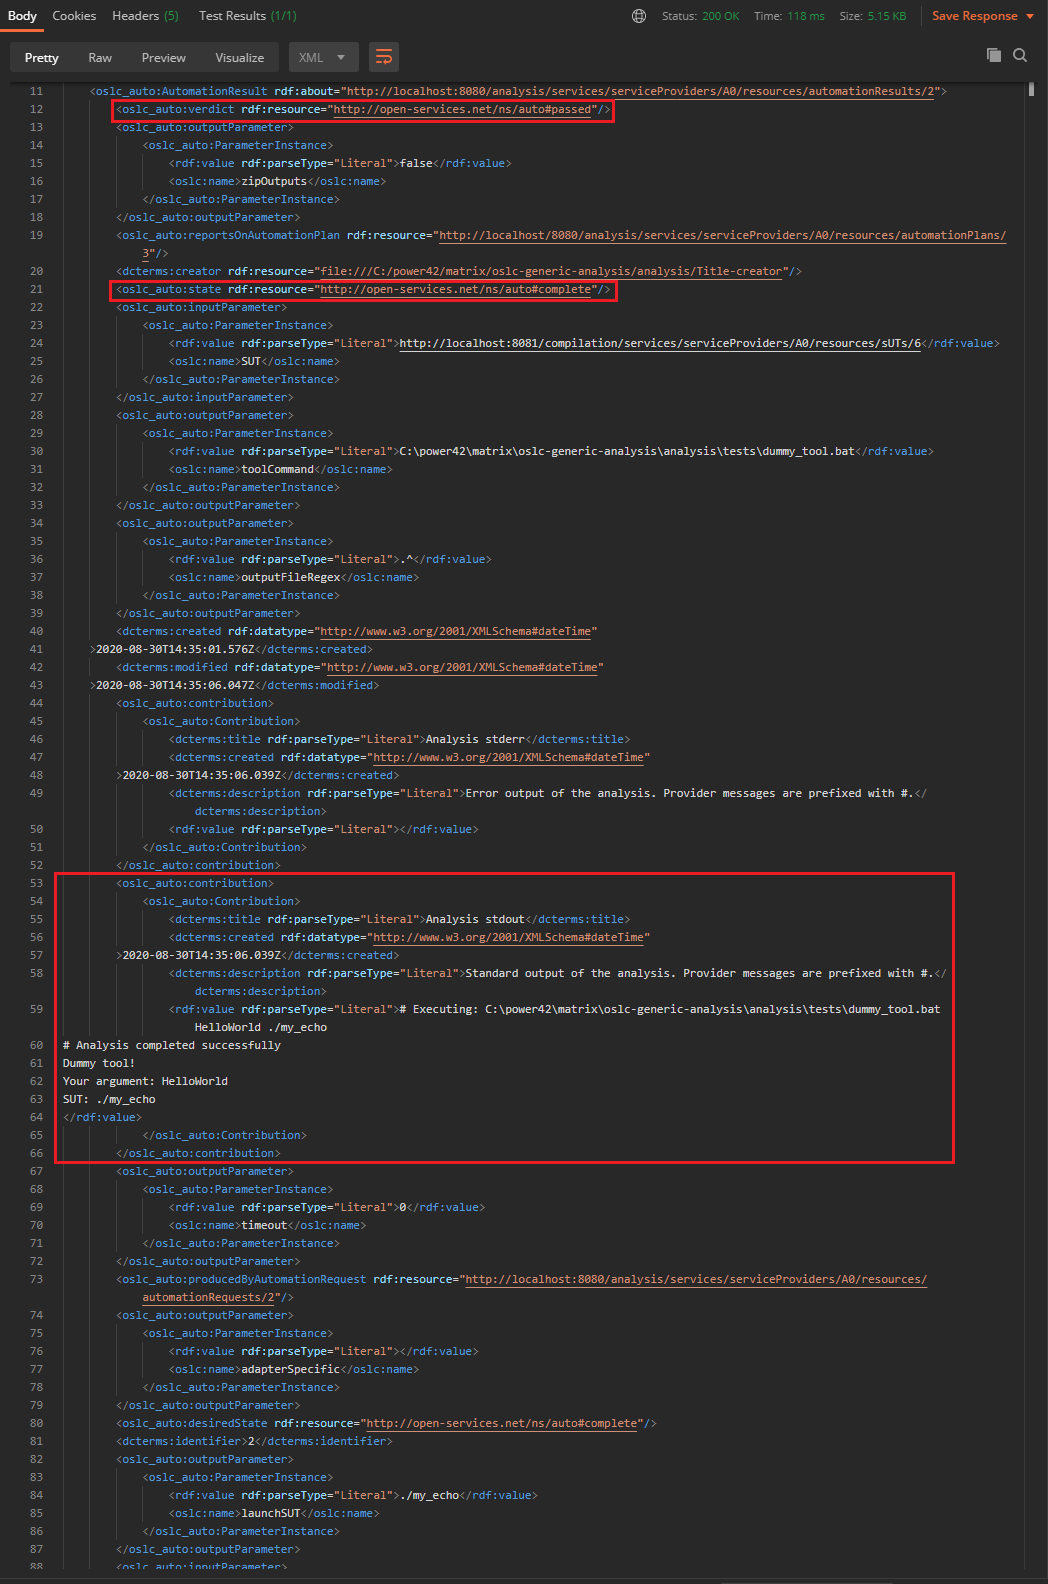 Body Cookies Headers (5) Test Results (1/1) Status: 200 OK Time: 118 ms Size: 5.15 KB Save Response
Pretty Raw Preview Visualize XML
11 <oslc_auto:AutomationResult rdf:about="http://localhost:8080/analysis/services/serviceProviders/A0/resources/automationResults/2">
12 <oslc_auto:verdict rdf:resource="http://open-services.net/ns/auto#passed"/>
13 <oslc_auto:outputParameter>
14 <oslc_auto:ParameterInstance>
15 <rdf:value rdf:parseType="Literal">false</rdf:value>
16 <oslc:name>zipOutputs</oslc:name>
17 </oslc_auto:ParameterInstance>
18 </oslc_auto:outputParameter>
19 <oslc_auto:reportsOnAutomationPlan rdf:resource="http://localhost/8080/analysis/services/serviceProviders/A0/resources/automationPlans/
3"/>
20 <dcterms:creator rdf:resource="file:///C:/power42/matrix/oslc-generic-analysis/analysis/Title-creator"/>
21 <oslc_auto:state rdf:resource="http://open-services.net/ns/auto#complete"/>
22 <oslc_auto:inputParameter>
23 <oslc_auto:ParameterInstance>
24 <rdf:value rdf:parseType="Literal">http://localhost:8081/compilation/services/serviceProviders/A0/resources/sUTs/6</rdf:value>
25 <oslc:name>SUT</oslc:name>
26 </oslc_auto:ParameterInstance>
27 </oslc_auto:inputParameter>
28 <oslc_auto:outputParameter>
29 <oslc_auto:ParameterInstance>
30 <rdf:value rdf:parseType="Literal">C:\power42\matrix\oslc-generic-analysis\analysis\tests\dummy_tool.bat</rdf:value>
31 <oslc:name>toolCommand</oslc:name>
32 </oslc_auto:ParameterInstance>
33 </oslc_auto:outputParameter>
34 <oslc_auto:outputParameter>
35 <oslc_auto:ParameterInstance>
36 <rdf:value rdf:parseType="Literal">.^</rdf:value>
37 <oslc:name>outputFileRegex</oslc:name>
38 </oslc_auto:ParameterInstance>
39 </oslc_auto:outputParameter>
40 <dcterms:created rdf:datatype="http://www.w3.org/2001/XMLSchema#dateTime"
41 >2020-08-30T14:35:01.576Z</dcterms:created>
42 <dcterms:modified rdf:datatype="http://www.w3.org/2001/XMLSchema#dateTime"
43 >2020-08-30T14:35:06.047Z</dcterms:modified>
44 <oslc_auto:contribution>
45 <oslc_auto:Contribution>
46 <dcterms:title rdf:parseType="Literal">Analysis stderr</dcterms:title>
47 <dcterms:created rdf:datatype="http://www.w3.org/2001/XMLSchema#dateTime"
48 >2020-08-30T14:35:06.039Z</dcterms:created>
49 <dcterms:description rdf:parseType="Literal">Error output of the analysis. Provider messages are prefixed with #.</
dcterms:description>
50 <rdf:value rdf:parseType="Literal"></rdf:value>
51 </oslc_auto:Contribution>
52 </oslc_auto:contribution>
53 <oslc_auto:contribution>
54 <oslc_auto:Contribution>
55 <dcterms:title rdf:parseType="Literal">Analysis stdout</dcterms:title>
56 <dcterms:created rdf:datatype="http://www.w3.org/2001/XMLSchema#dateTime"
57 >2020-08-30T14:35:06.039Z</dcterms:created>
58 <dcterms:description rdf:parseType="Literal">Standard output of the analysis. Provider messages are prefixed with #.</
dcterms:description>
59 <rdf:value rdf:parseType="Literal"># Executing: C:\power42\matrix\oslc-generic-analysis\analysis\tests\dummy_tool.bat
HelloWorld ./my_echo
60 # Analysis completed successfully
61 Dummy tool!
62 Your argument: HelloWorld
63 SUT: ./my_echo
64 </rdf:value>
65 </oslc_auto:Contribution>
66 </oslc_auto:contribution>
67 <oslc_auto:outputParameter>
68 <oslc_auto:ParameterInstance>
69 <rdf:value rdf:parseType="Literal">0</rdf:value>
70 <oslc:name>timeout</oslc:name>
71 </oslc_auto:ParameterInstance>
72 </oslc_auto:outputParameter>
73 <oslc_auto:producedByAutomationRequest rdf:resource="http://localhost:8080/analysis/services/serviceProviders/A0/resources/
automationRequests/2"/>
74 <oslc_auto:outputParameter>
75 <oslc_auto:ParameterInstance>
76 <rdf:value rdf:parseType="Literal"></rdf:value>
77 <oslc:name>adapterSpecific</oslc:name>
78 </oslc_auto:ParameterInstance>
79 </oslc_auto:outputParameter>
80 <oslc_auto:desiredState rdf:resource="http://open-services.net/ns/auto#complete"/>
81 <dcterms:identifier>2</dcterms:identifier>
82 <oslc_auto:outputParameter>
83 <oslc_auto:ParameterInstance>
84 <rdf:value rdf:parseType="Literal">./my_echo</rdf:value>
85 <oslc:name>launchSUT</oslc:name>
86 </oslc_auto:ParameterInstance>
87 </oslc_auto:outputParameter>
88 <oslc_auto:inputParameter>